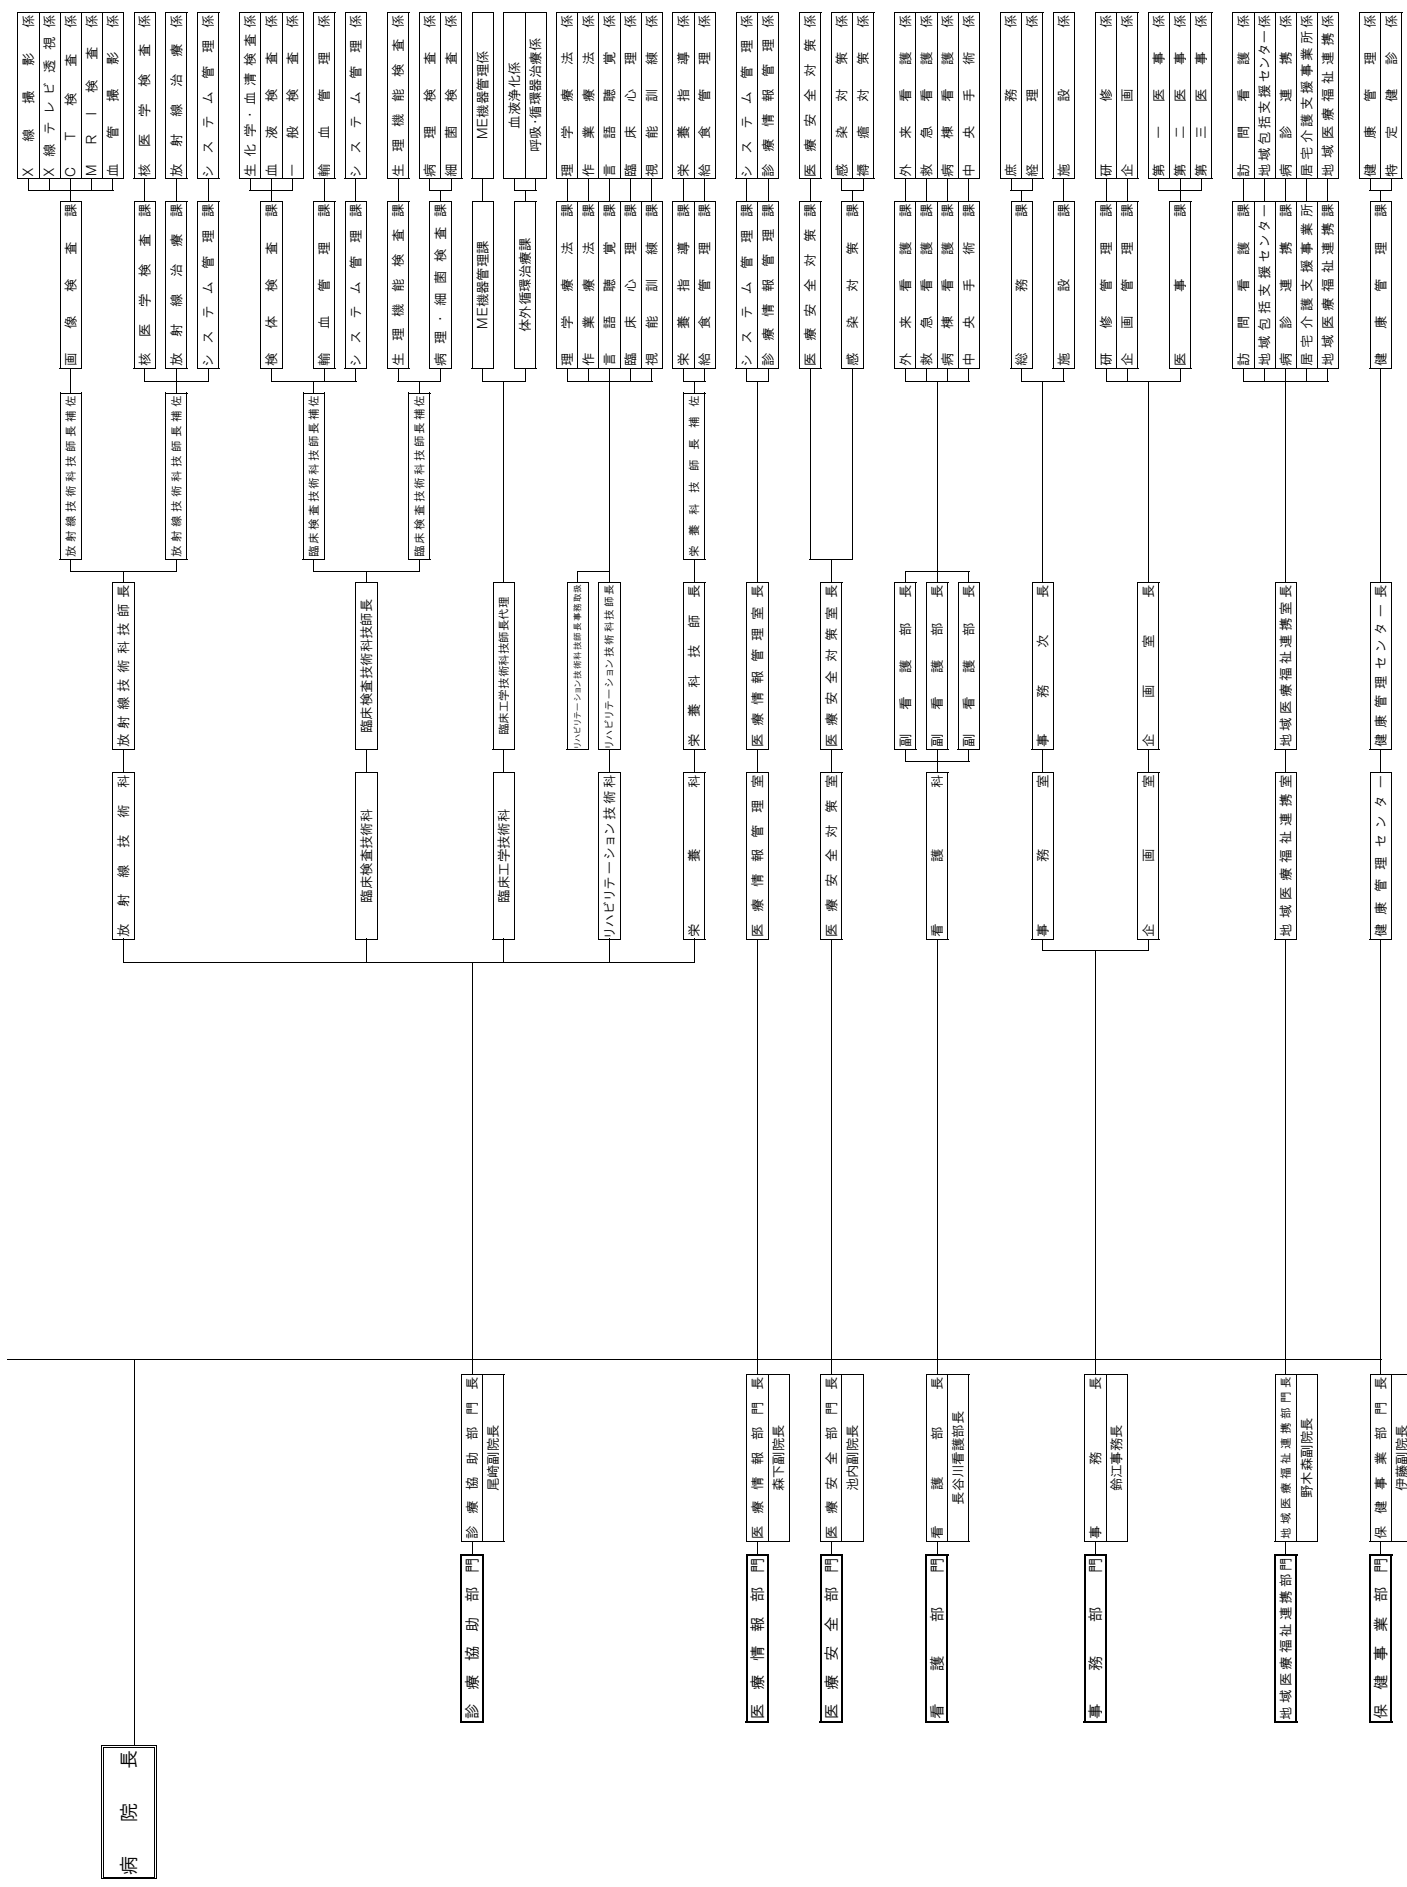 病院長
診療協助部門
診療協助部門長
尾崎副院長
放射線技術科
放射線技術科技師長
放射線技術科技師長補佐
画像検査課
X線撮影係
X線テレビ透視係
CT検査係
MRI検査係
血管撮影係
放射線技術科技師長補佐
核医学検査課
核医学検査係
放射線治療課
放射線治療係
システム管理課
システム管理係
臨床検査技術科
臨床検査技術科技師長
臨床検査技術科技師長補佐
検体検査課
生化学・血清検査係
血液検査係
一般検査係
輸血管理課
輸血管理係
システム管理課
システム管理係
臨床検査技術科技師長補佐
生理機能検査課
生理機能検査係
病理・細菌検査課
病理検査係
細菌検査係
臨床工学技術科
臨床工学技術科技師長代理
ME機器管理課
ME機器管理係
体外循環治療課
血液浄化係
呼吸・循環器治療係
リハビリテーション技術科
リハビリテーション技術科技師長事務取扱
リハビリテーション技術科技師長
理学療法課
理学療法係
作業療法課
作業療法係
言語聴覚課
言語聴覚係
臨床心理課
臨床心理係
視能訓練課
視能訓練係
栄養科
栄養科技師長
栄養科技師長補佐
栄養指導課
栄養指導係
給食管理課
給食管理係
医療情報部門
医療情報部門長
森下副院長
医療情報管理室
医療情報管理室長
システム管理課
システム管理係
診療情報管理課
診療情報管理係
医療安全部門
医療安全部門長
池内副院長
医療安全対策室
医療安全対策室長
医療安全対策課
医療安全対策係
感染対策課
感染対策係
褥瘡対策係
看護部門
看護部長
長谷川看護部長
看護科
副看護部長
副看護部長
副看護部長
外来看護課
外来看護係
救急看護課
救急看護係
病棟看護課
病棟看護係
中央手術課
中央手術係
事務部門
事務長
鈴江事務長
事務室
事務次長
総務課
庶務係
経理係
施設課
施設係
企画室
企画室長
研修管理課
研修係
企画管理課
企画係
医事課
第一医事係
第二医事係
第三医事係
地域医療福祉連携部門
地域医療福祉連携部門長
野木森副院長
地域医療福祉連携室
地域医療福祉連携室長
訪問看護課
訪問看護係
地域包括支援センター
地域包括支援センター係
病診連携課
病診連携係
居宅介護支援事業所
居宅介護支援事業所係
地域医療福祉連携課
地域医療福祉連携係
保健事業部門
保健事業部門長
伊藤副院長
健康管理センター
健康管理センター長
健康管理課
健康管理係
特定健診係